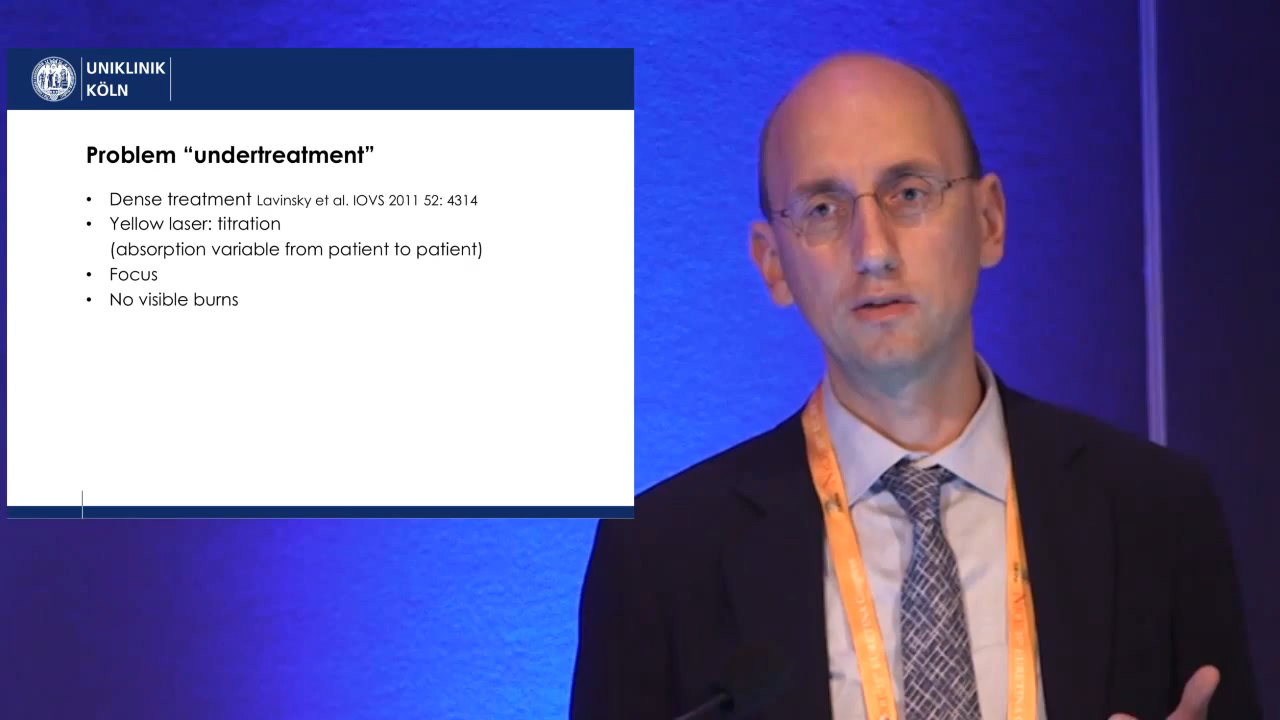 UNIKLINIK
KÖLN
Problem “undertreatment”
• Dense treatment Lavinsky et al. IOVS 2011 52: 4314
• Yellow laser: titration
(absorption variable from patient to patient)
• Focus
• No visible burns